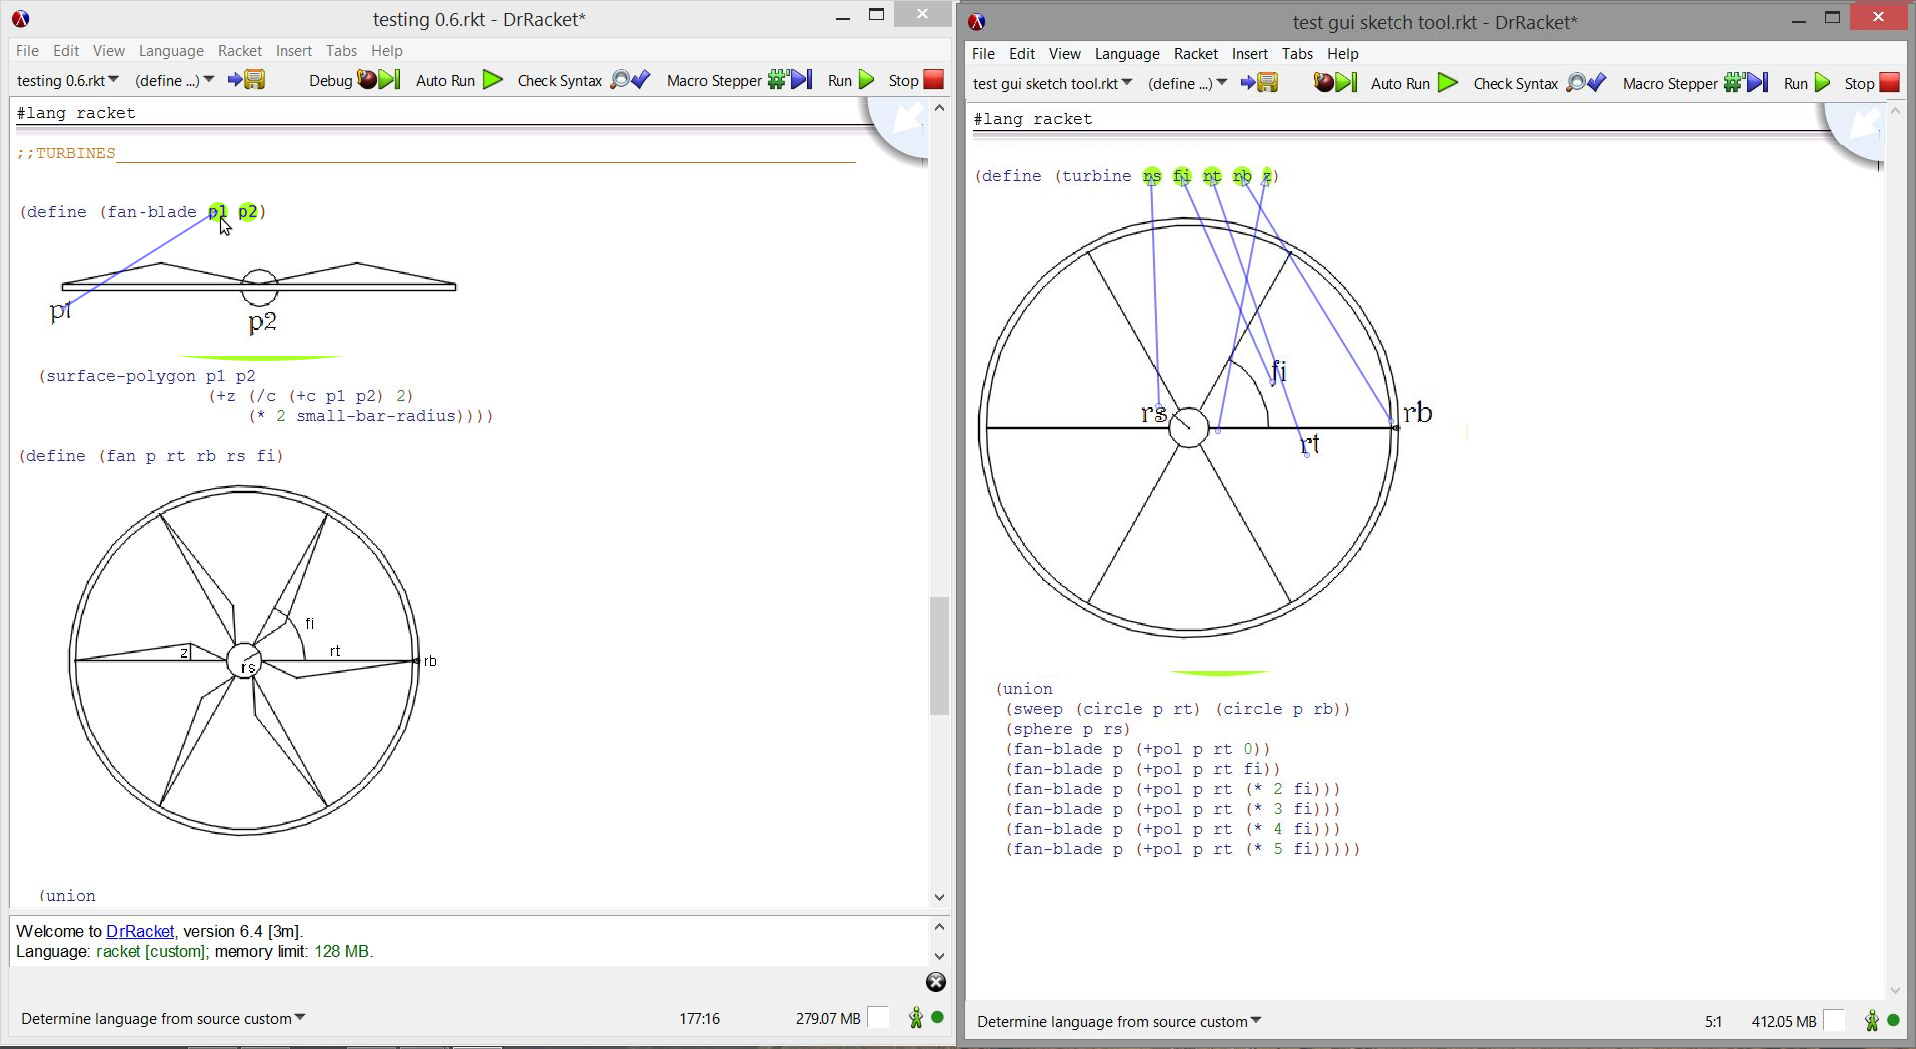 testing 0.6.rkt - DrRacket*
File Edit View Language Racket Insert Tabs Help
testing 0.6.rkt (define ...) Debug Auto Run Check Syntax Macro Stepper #' Run Stop
#lang racket
;;TURBINES
(define (fan-blade p1 p2)
p1
p2
(surface-polygon p1 p2
(+z (/c (+c p1 p2) 2)
(* 2 small-bar-radius))))
(define (fan p rt rb rs fi)
fi
rt
z
rs
rb
(union
Welcome to DrRacket, version 6.4 [3m].
Language: racket [custom]; memory limit: 128 MB.
Determine language from source custom 177:16 279.07 MB
test gui sketch tool.rkt - DrRacket*
File Edit View Language Racket Insert Tabs Help
test gui sketch tool.rkt (define ...) Auto Run Check Syntax Macro Stepper #' Run Stop
#lang racket
(define (turbine rs fi rt rb z)
fi
rs
rb
rt
(union
(sweep (circle p rt) (circle p rb))
(sphere p rs)
(fan-blade p (+pol p rt 0))
(fan-blade p (+pol p rt fi))
(fan-blade p (+pol p rt (* 2 fi)))
(fan-blade p (+pol p rt (* 3 fi)))
(fan-blade p (+pol p rt (* 4 fi)))
(fan-blade p (+pol p rt (* 5 fi)))))
Determine language from source custom 5:1 412.05 MB